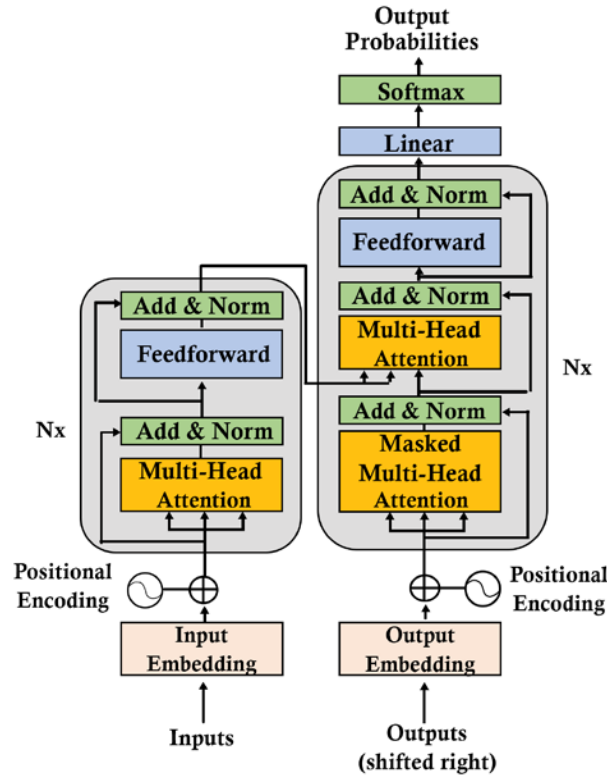 Output
Probabilities
Softmax
Linear
Add & Norm
Feedforward
Add & Norm
Multi-Head
Attention
Add & Norm
Masked
Multi-Head
Attention
Nx
Add & Norm
Feedforward
Add & Norm
Multi-Head
Attention
Nx
Positional
Encoding
Positional
Encoding
Input
Embedding
Output
Embedding
Inputs
Outputs
(shifted right)